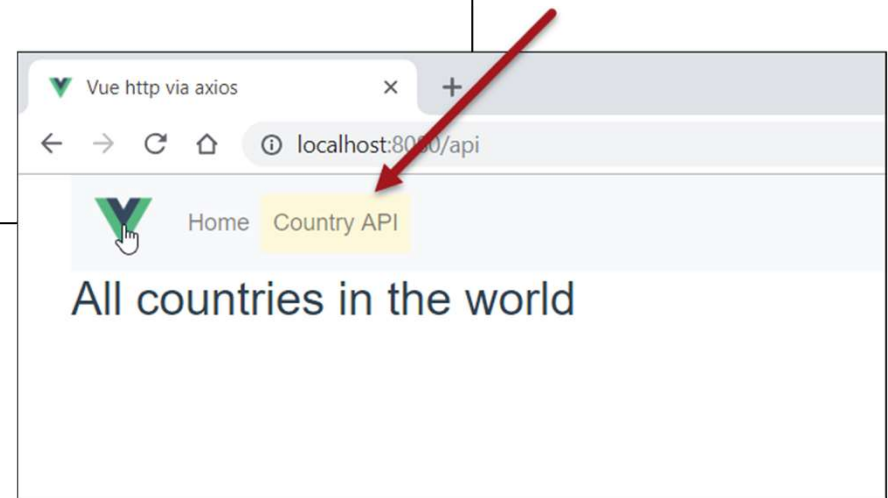 Vue http via axios
localhost:8080/api
Home Country API
All countries in the world